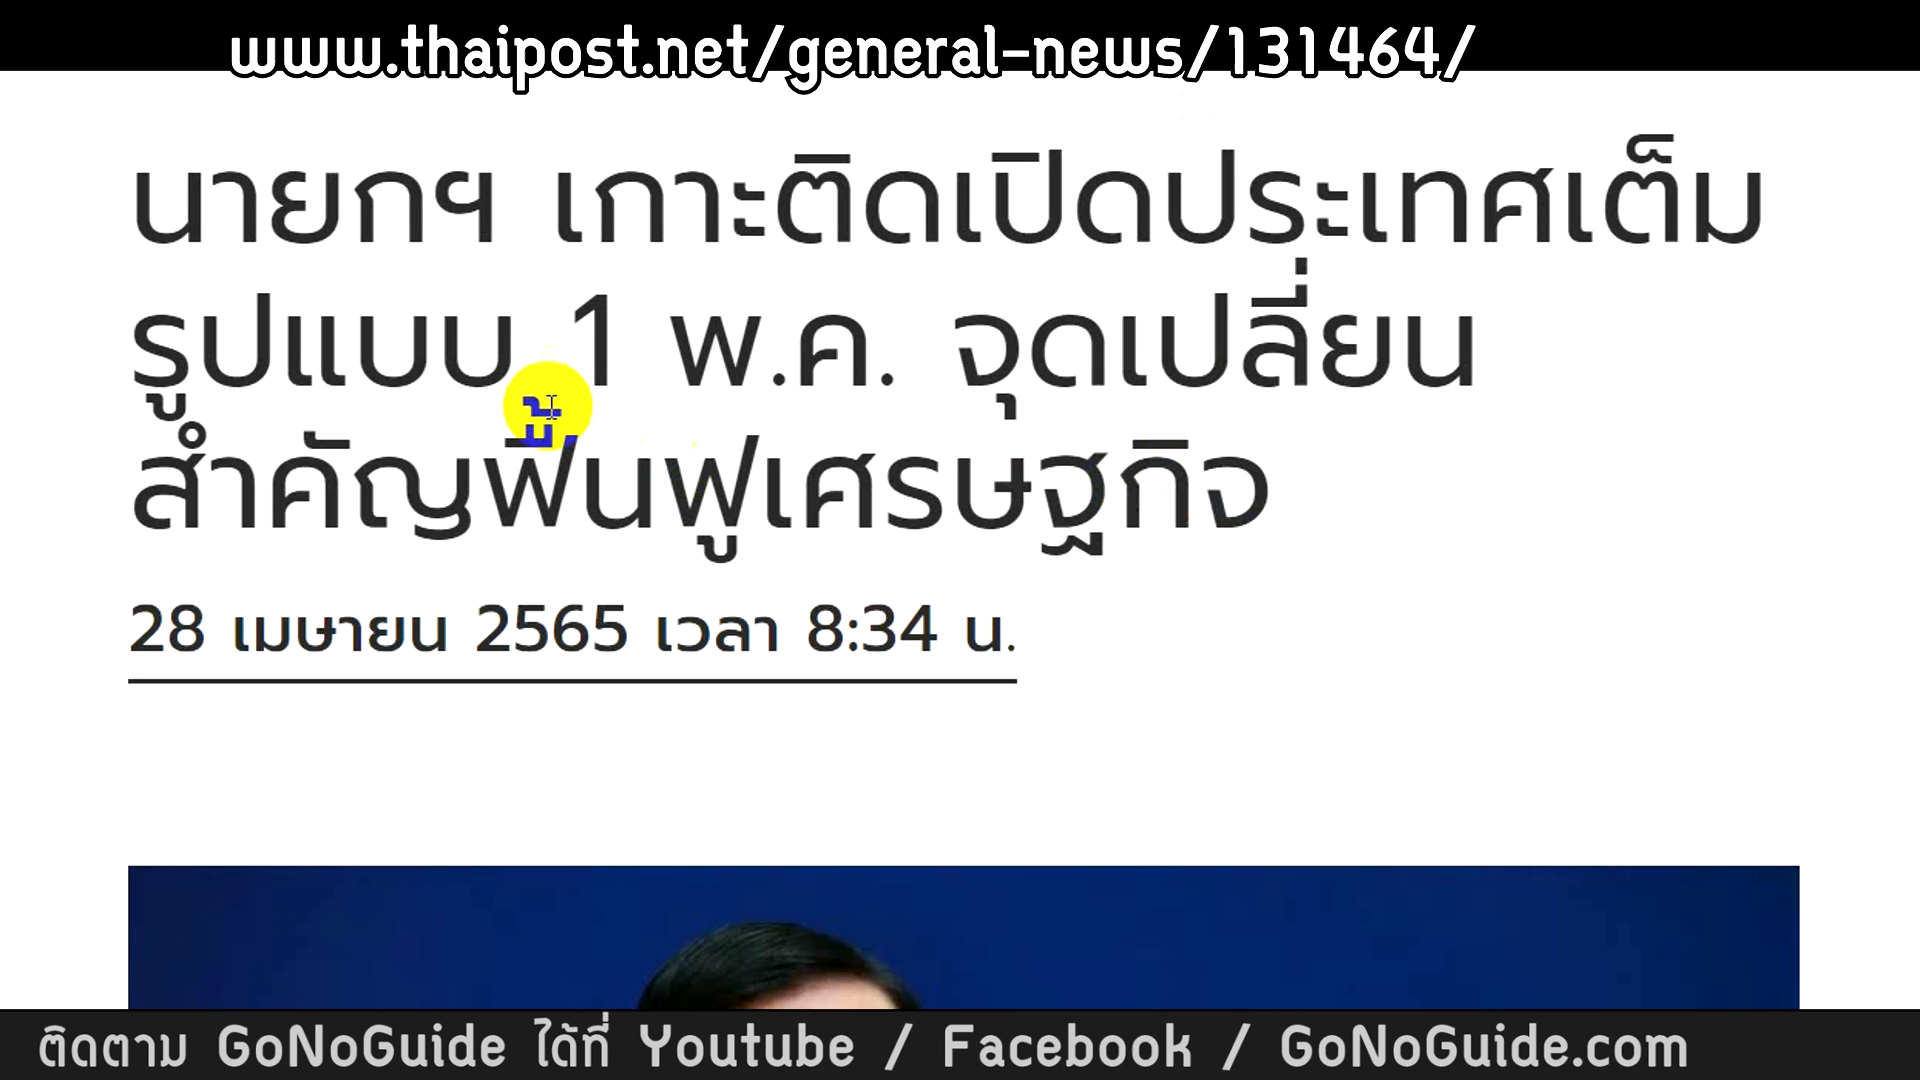 www.thaipost.net/general-news/131464/
นายกฯ เกาะติดเปิดประเทศเต็ม
รูปแบบ 1 พ.ค. จุดเปลี่ยน
สำคัญฟื้นฟูเศรษฐกิจ
28 เมษายน 2565 เวลา 8:34 น.
ติดตาม GoNoGuide ได้ที่ Youtube / Facebook / GoNoGuide.com